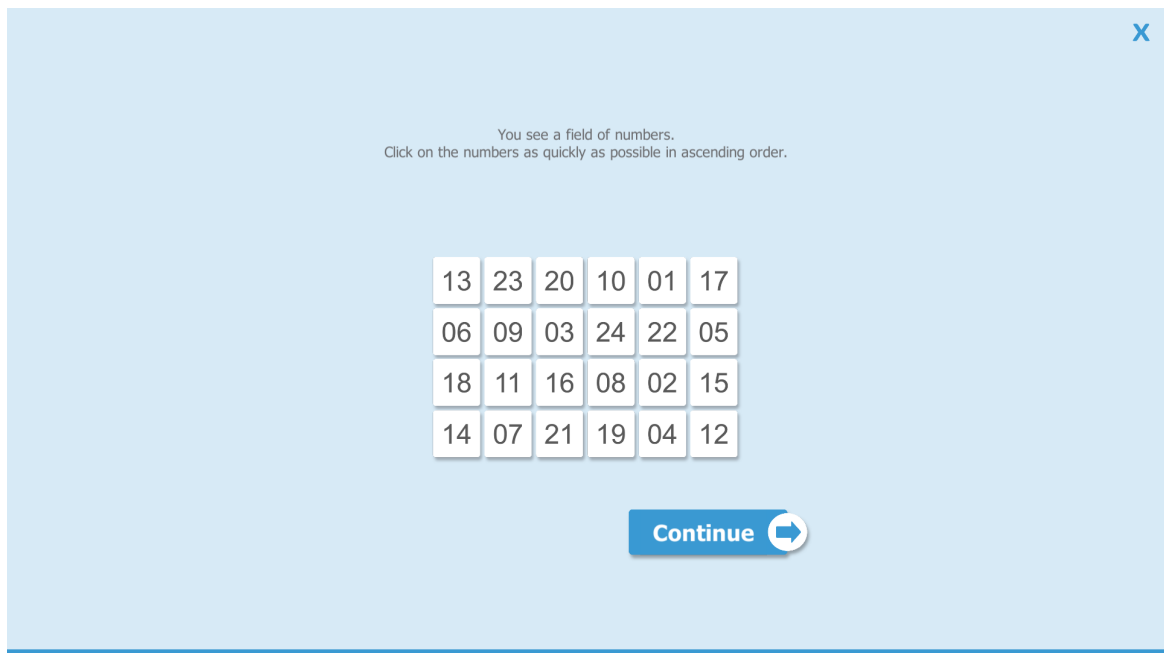 X
You see a field of numbers.
Click on the numbers as quickly as possible in ascending order.
13 23 20 10 01 17
06 09 03 24 22 05
18 11 16 08 02 15
14 07 21 19 04 12
Continue